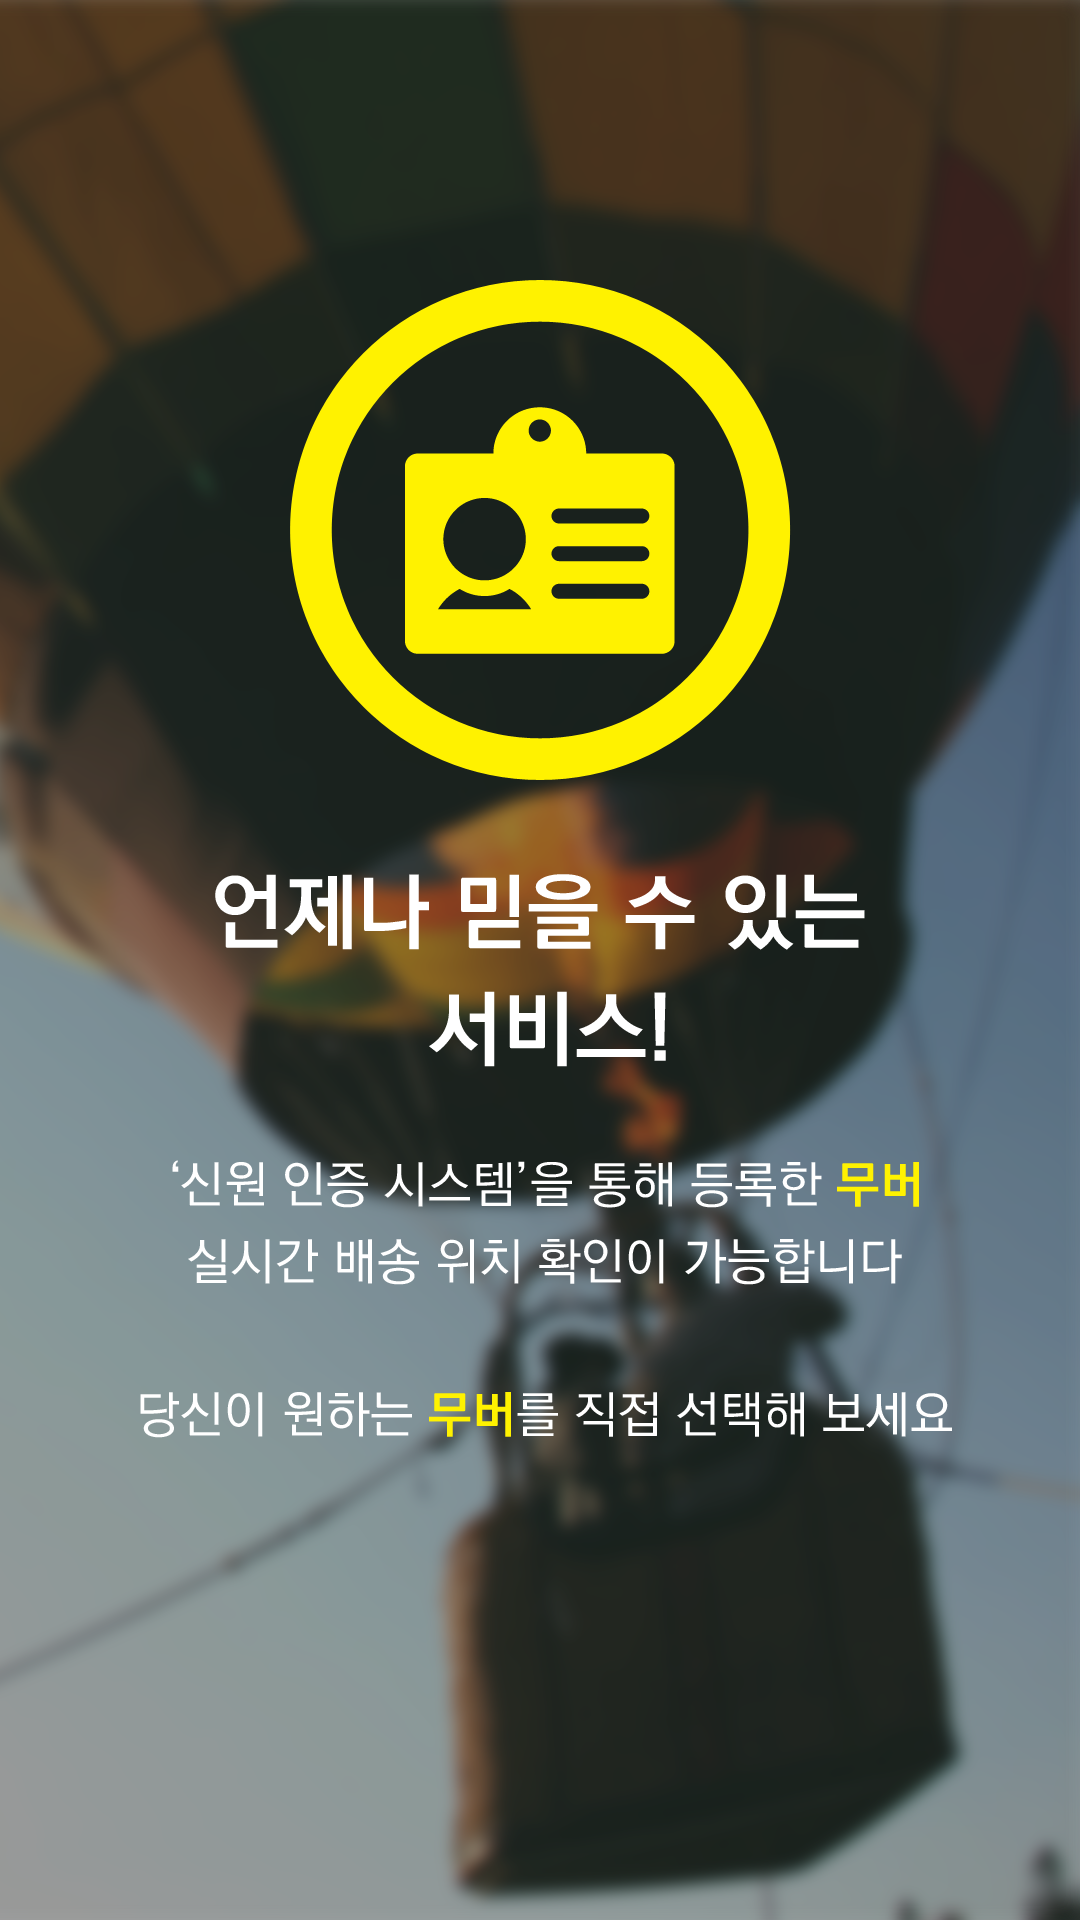 언제나 믿을 수 있는
서비스!
‘신원 인증 시스템’을 통해 등록한 무버
실시간 배송 위치 확인이 가능합니다
당신이 원하는 무버를 직접 선택해 보세요